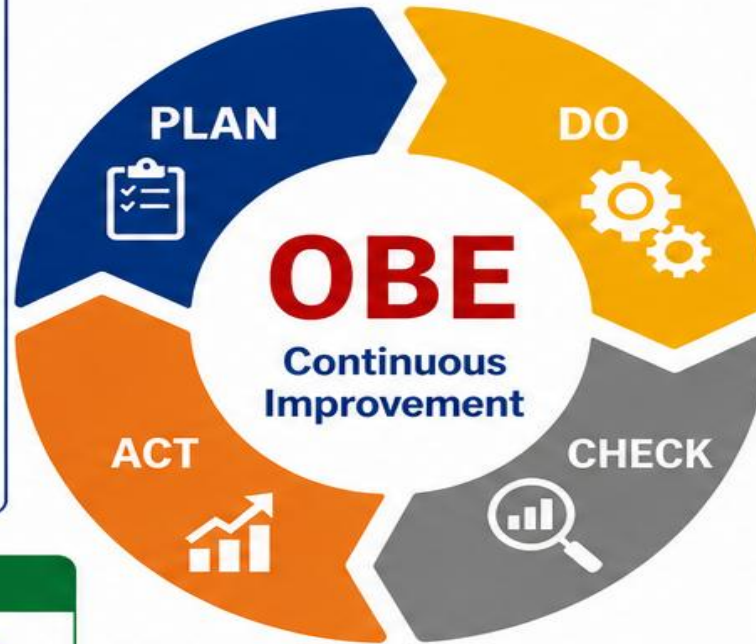 PLAN
DO
OBE
Continuous
Improvement
ACT
CHECK